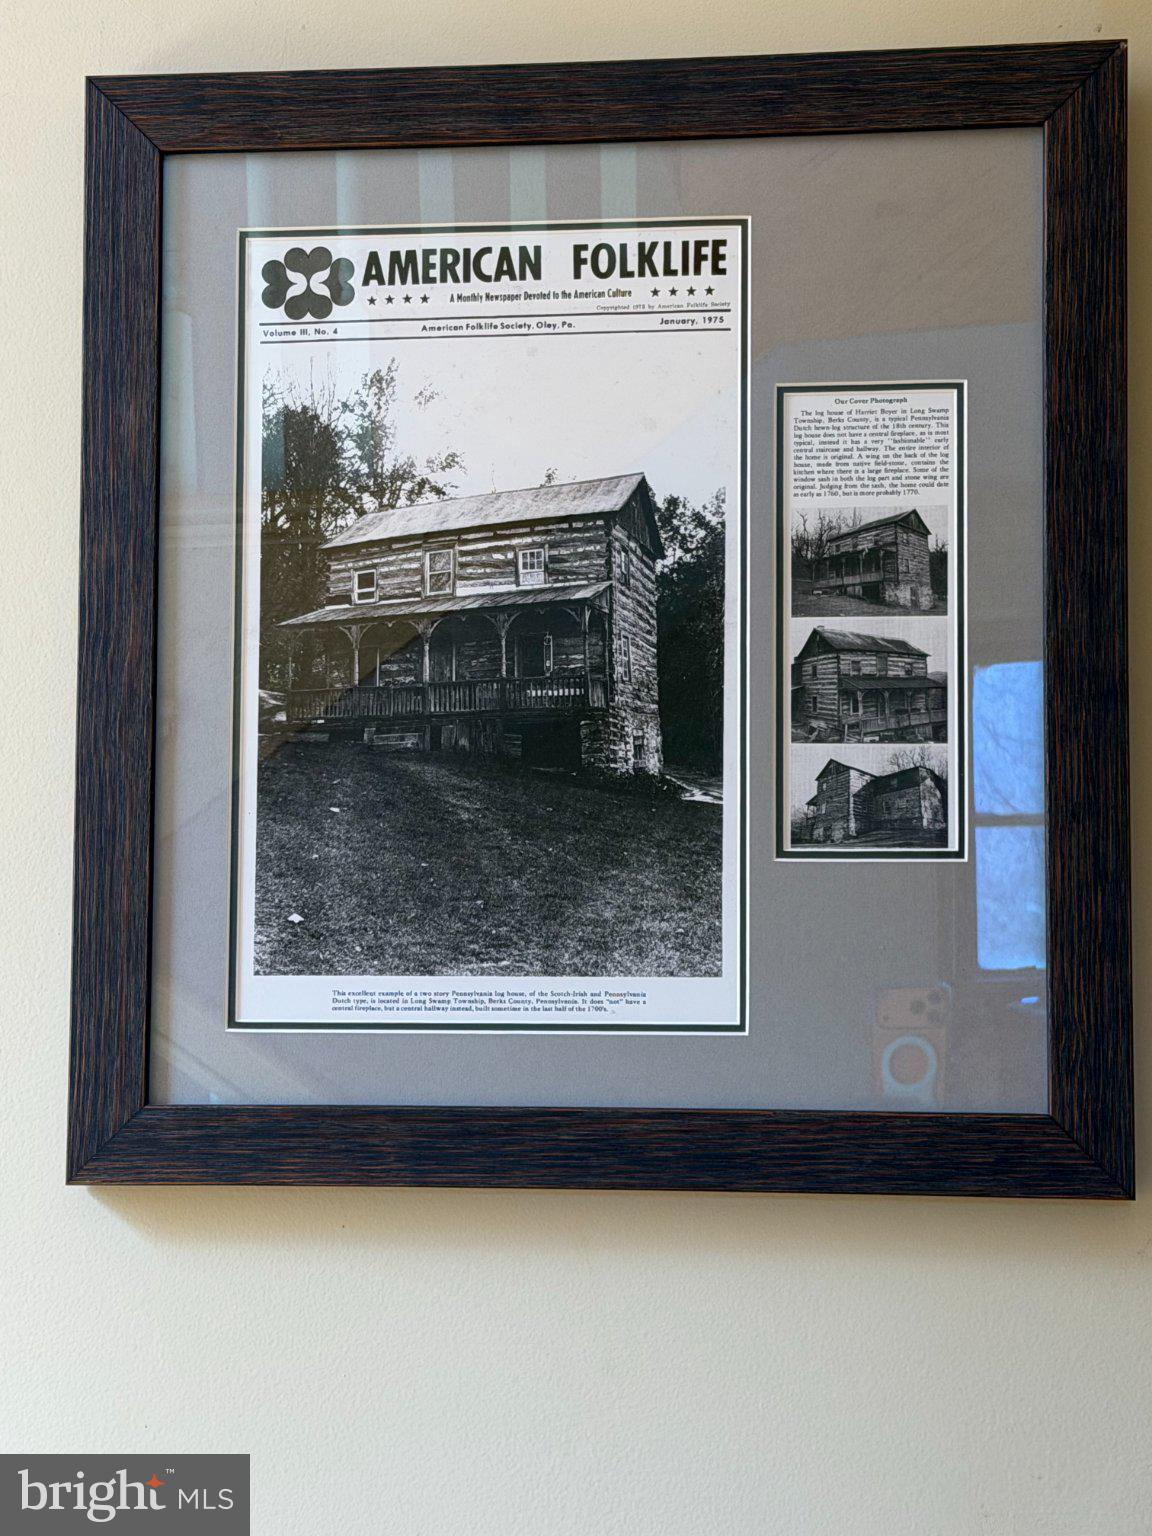 AMERICAN FOLKLIFE
★ ★ ★ ★ A Monthly Newspaper Devoted to the American Culture ★ ★ ★ ★
Copyrighted 1975 by American Folklife Society
Volume III, No. 4 American Folklife Society, Oley, Pa. January, 1975
This excellent example of a two story Pennsylvania log house, of the Scotch-Irish and Pennsylvania
Dutch type, is located in Long Swamp Township, Berks County, Pennsylvania. It does "not" have a
central fireplace, but a central hallway instead, built sometime in the last half of the 1700's.
Our Cover Photograph
The log house of Harriet Boyer in Long Swamp
Township, Berks County, is a typical Pennsylvania
Dutch hewn-log structure of the 18th century. This
log house does not have a central fireplace, as is most
typical, instead it has a very "fashionable" early
central staircase and hallway. The entire interior of
the home is original. A wing on the back of the log
house, made from native field-stone, contains the
kitchen where there is a large fireplace. Some of the
window sash in both the log part and stone wing are
original. Judging from the sash, the home could date
as early as 1760, but is more probably 1770.
bright™ MLS